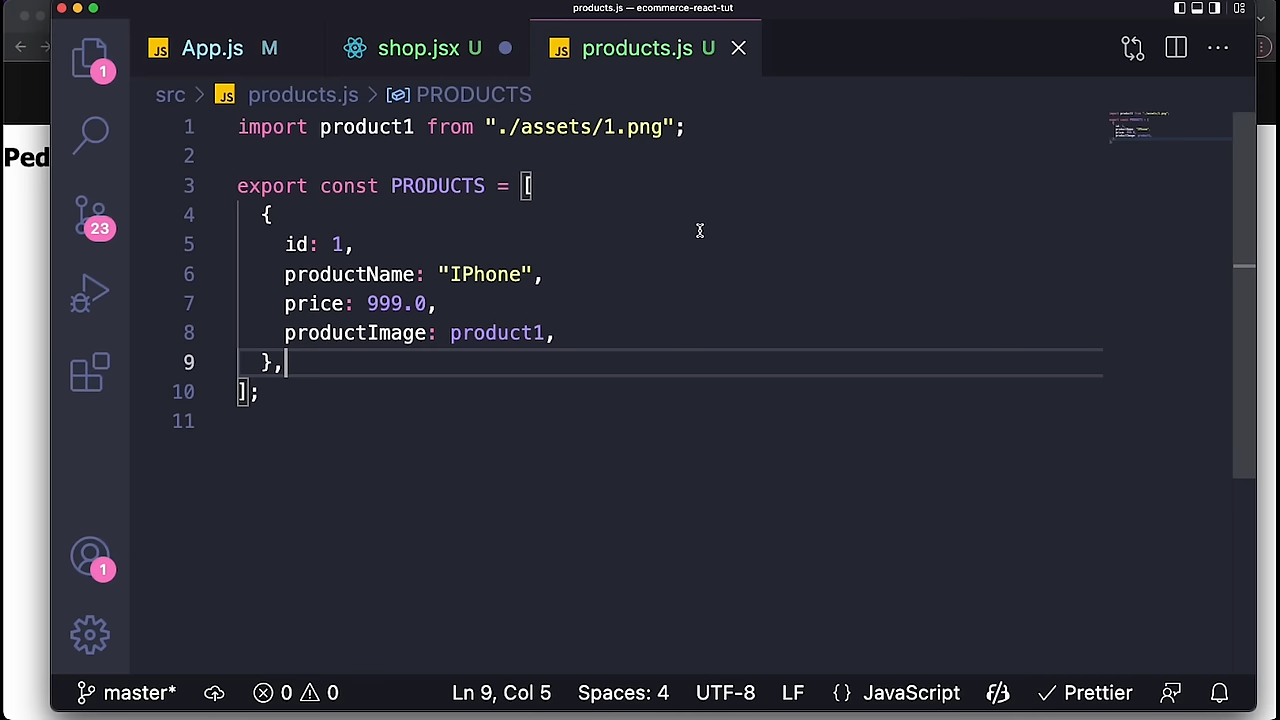 products.js — ecommerce-react-tut
JS App.js M shop.jsx U JS products.js U
src > JS products.js > PRODUCTS
1 import product1 from "./assets/1.png";
2
3 export const PRODUCTS = [
4 {
5 id: 1,
6 productName: "IPhone",
7 price: 999.0,
8 productImage: product1,
9 },
10 ];
11
1
23
1
Ped
master* 0 0 Ln 9, Col 5 Spaces: 4 UTF-8 LF {} JavaScript Prettier